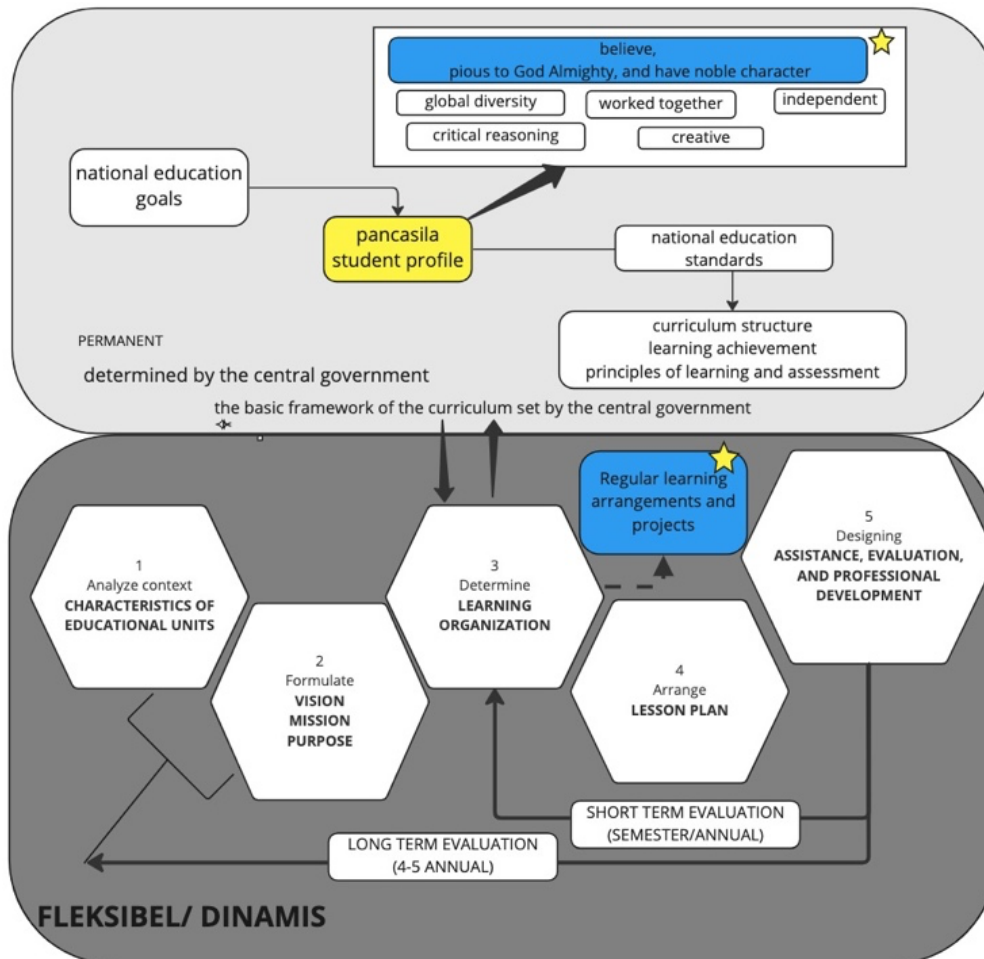 believe,
pious to God Almighty, and have noble character
global diversity
worked together
independent
critical reasoning
creative
national education
goals
pancasila
student profile
national education
standards
curriculum structure
learning achievement
principles of learning and assessment
PERMANENT
determined by the central government
the basic framework of the curriculum set by the central government
Regular learning
arrangements and
projects
1
Analyze context
CHARACTERISTICS OF
EDUCATIONAL UNITS
2
Formulate
VISION
MISSION
PURPOSE
3
Determine
LEARNING
ORGANIZATION
4
Arrange
LESSON PLAN
5
Designing
ASSISTANCE, EVALUATION,
AND PROFESSIONAL
DEVELOPMENT
SHORT TERM EVALUATION
(SEMESTER/ANNUAL)
LONG TERM EVALUATION
(4-5 ANNUAL)
FLEKSIBEL/ DINAMIS